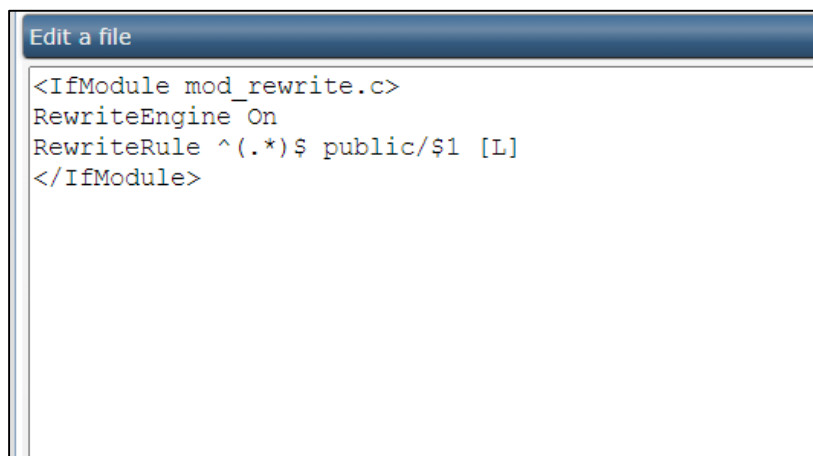 Edit a file
<IfModule mod_rewrite.c>
RewriteEngine On
RewriteRule ^(.*)$ public/$1 [L]
</IfModule>